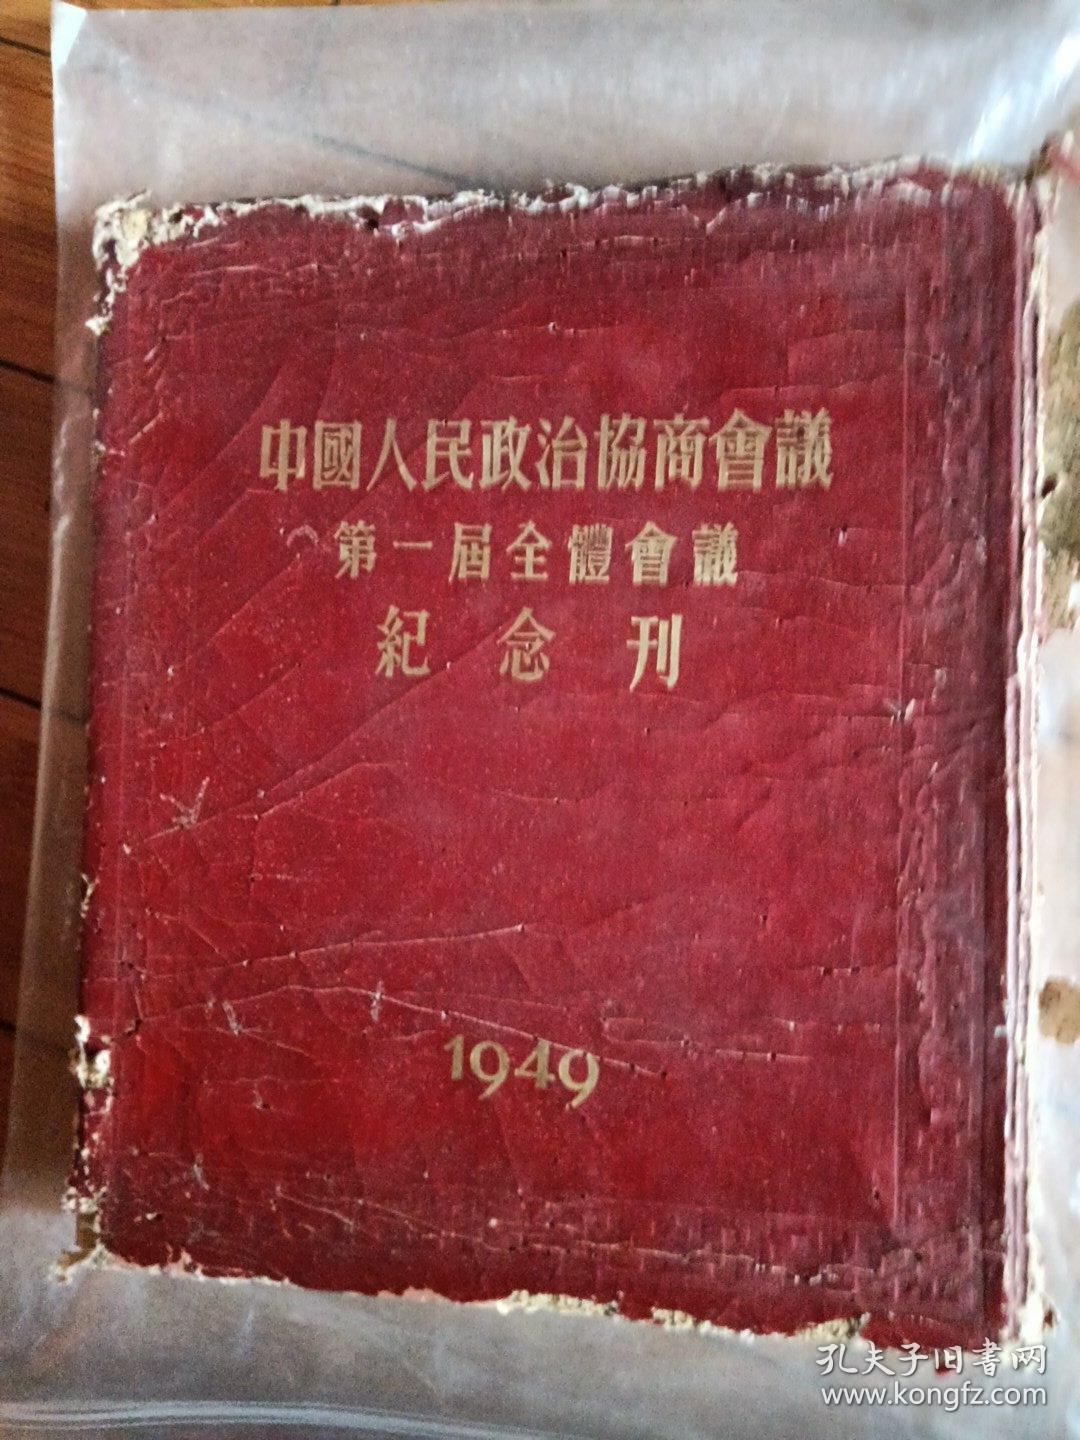 中國人民政治協商會議
第一屆全體會議
紀念刊
1949
孔夫子旧書网
www.kongfz.com